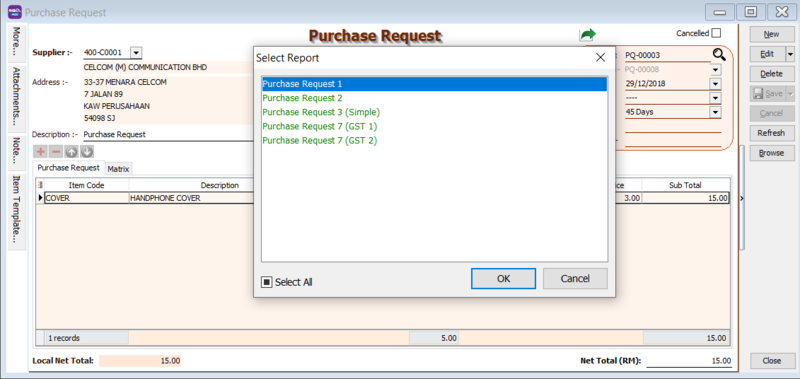 Purchase Request
More...
Attachments...
Note...
Item Template...
Purchase Request
Cancelled
Supplier :-
400-C0001
CELCOM (M) COMMUNICATION BHD
Address :-
33-37 MENARA CELCOM
7 JALAN 89
KAW PERUSAHAAN
54098 SJ
Description :-
Purchase Request
PQ-00003
PQ-00008
29/12/2018
----
45 Days
New
Edit
Delete
Save
Cancel
Refresh
Browse
Select Report
Purchase Request 1
Purchase Request 2
Purchase Request 3 (Simple)
Purchase Request 7 (GST 1)
Purchase Request 7 (GST 2)
Select All
OK
Cancel
Purchase Request
Matrix
Item Code
Description
ice
Sub Total
COVER
HANDPHONE COVER
3.00
15.00
1 records
5.00
15.00
Local Net Total:
15.00
Net Total (RM):
15.00
Close